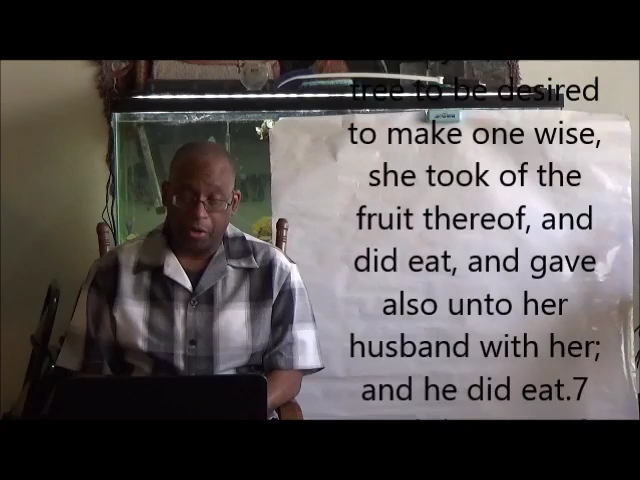 tree to be desired
to make one wise,
she took of the
fruit thereof, and
did eat, and gave
also unto her
husband with her;
and he did eat.7